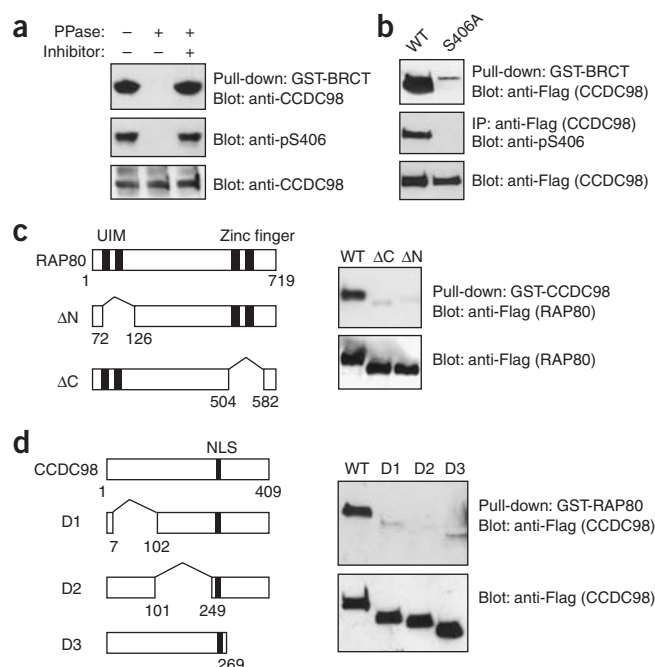 a
PPase: – + +
Inhibitor: – – +
Pull-down: GST-BRCT
Blot: anti-CCDC98
Blot: anti-pS406
Blot: anti-CCDC98
b
WT S406A
Pull-down: GST-BRCT
Blot: anti-Flag (CCDC98)
IP: anti-Flag (CCDC98)
Blot: anti-pS406
Blot: anti-Flag (CCDC98)
c
UIM Zinc finger
RAP80
1 719
ΔN
72 126
ΔC
504 582
WT ΔC ΔN
Pull-down: GST-CCDC98
Blot: anti-Flag (RAP80)
Blot: anti-Flag (RAP80)
d
NLS
CCDC98
1 409
D1
7 102
D2
101 249
D3
269
WT D1 D2 D3
Pull-down: GST-RAP80
Blot: anti-Flag (CCDC98)
Blot: anti-Flag (CCDC98)